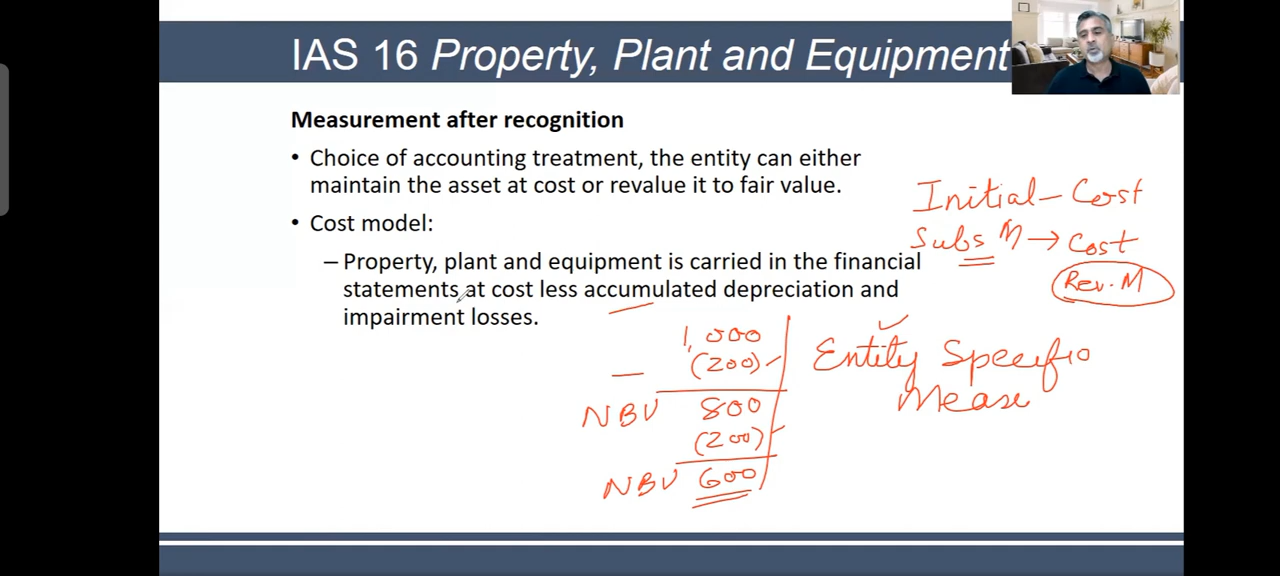 IAS 16 Property, Plant and Equipment
Measurement after recognition
• Choice of accounting treatment, the entity can either
maintain the asset at cost or revalue it to fair value.
• Cost model:
– Property, plant and equipment is carried in the financial
statements at cost less accumulated depreciation and
impairment losses.
Initial – Cost
Subs M → Cost
Rev. M
1,000
(200)
NBV 800
(200)
NBV 600
Entity Specific
Meas